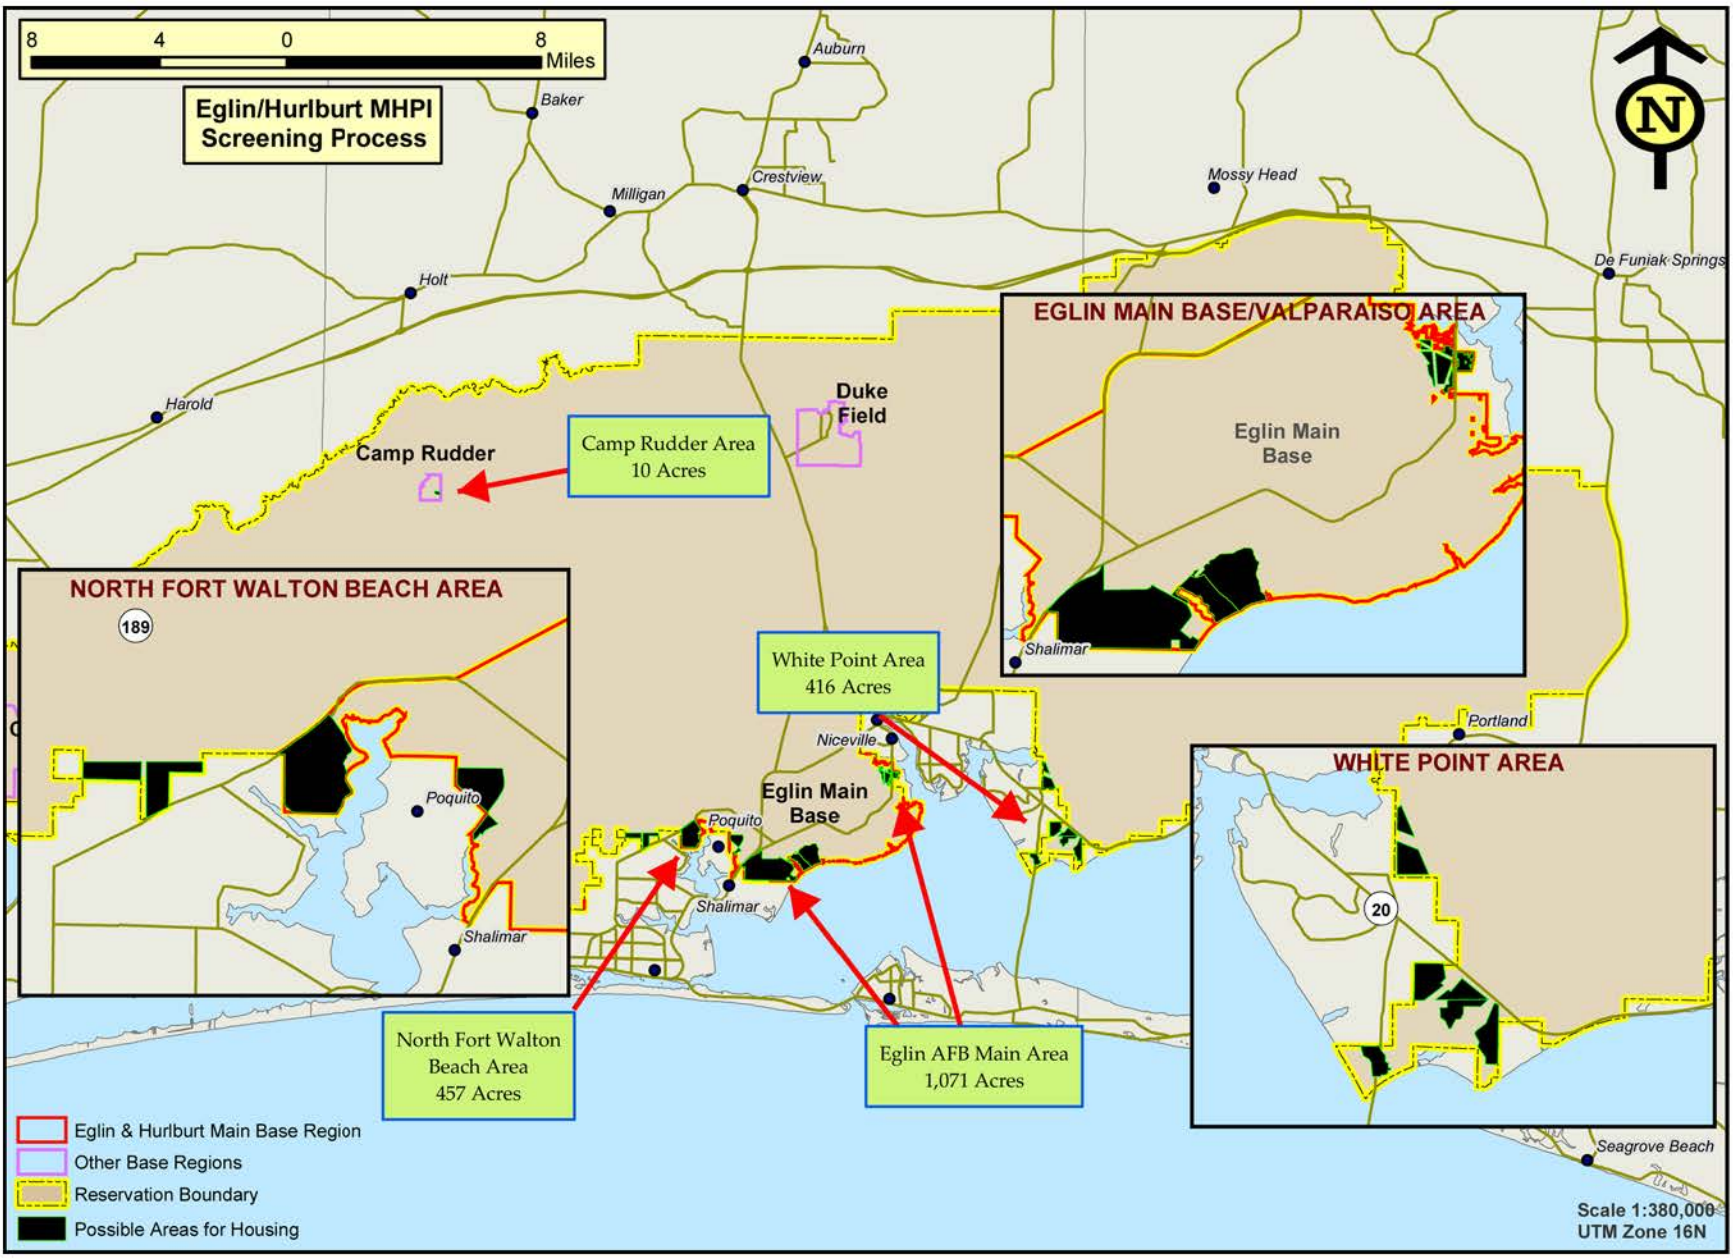 8 4 0 8
Miles
Eglin/Hurlburt MHPI
Screening Process
Auburn
Baker
Crestview
Milligan
Mossy Head
De Funiak Springs
Holt
Harold
Camp Rudder
Camp Rudder Area
10 Acres
Duke
Field
EGLIN MAIN BASE/VALPARAISO AREA
Eglin Main
Base
Shalimar
NORTH FORT WALTON BEACH AREA
189
Poquito
Shalimar
White Point Area
416 Acres
Niceville
Eglin Main
Base
Poquito
Shalimar
Portland
WHITE POINT AREA
20
North Fort Walton
Beach Area
457 Acres
Eglin AFB Main Area
1,071 Acres
Seagrove Beach
Eglin & Hurlburt Main Base Region
Other Base Regions
Reservation Boundary
Possible Areas for Housing
Scale 1:380,000
UTM Zone 16N
N